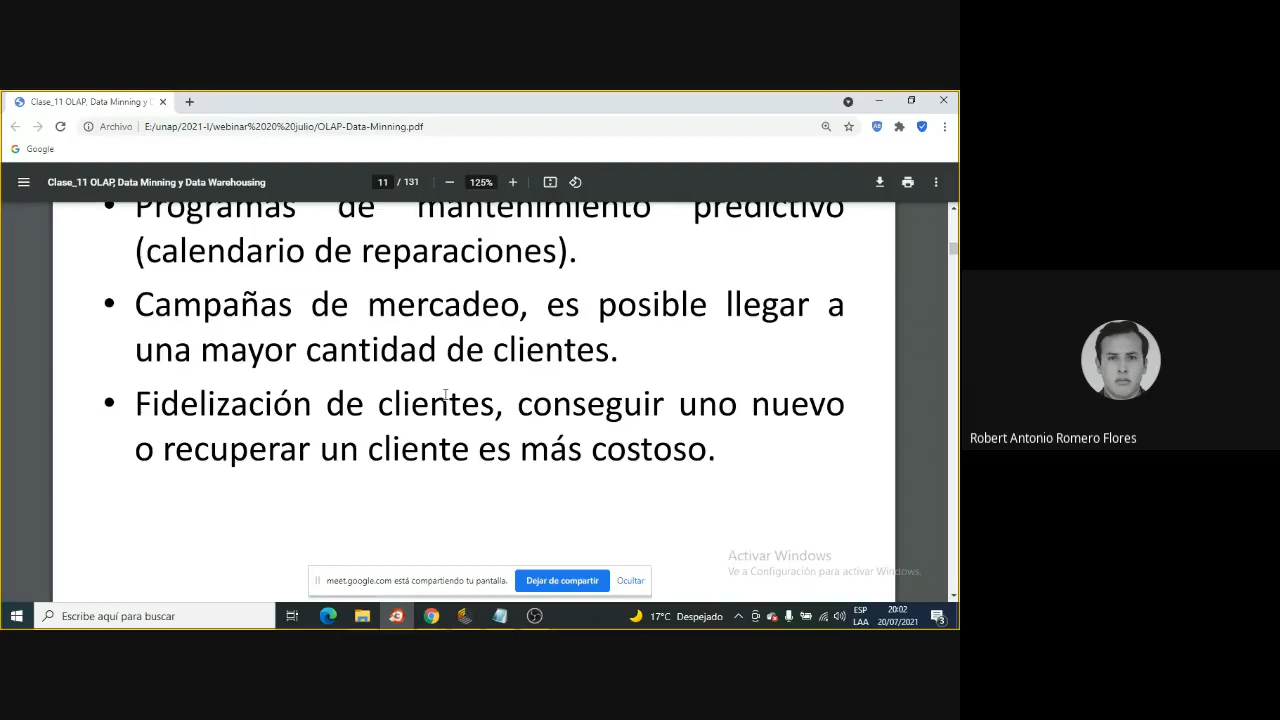 Clase_11 OLAP, Data Minning y D
Archivo E:/unap/2021-I/webinar%2020%20julio/OLAP-Data-Minning.pdf
Google
Clase_11 OLAP, Data Minning y Data Warehousing 11 / 131 125%
• Programas de mantenimiento predictivo
(calendario de reparaciones).
• Campañas de mercadeo, es posible llegar a
una mayor cantidad de clientes.
• Fidelización de clientes, conseguir uno nuevo
o recuperar un cliente es más costoso.
Robert Antonio Romero Flores
Activar Windows
Ve a Configuración para activar Windows.
meet.google.com está compartiendo tu pantalla. Dejar de compartir Ocultar
Escribe aquí para buscar 17°C Despejado ESP 20:02
LAA 20/07/2021 3